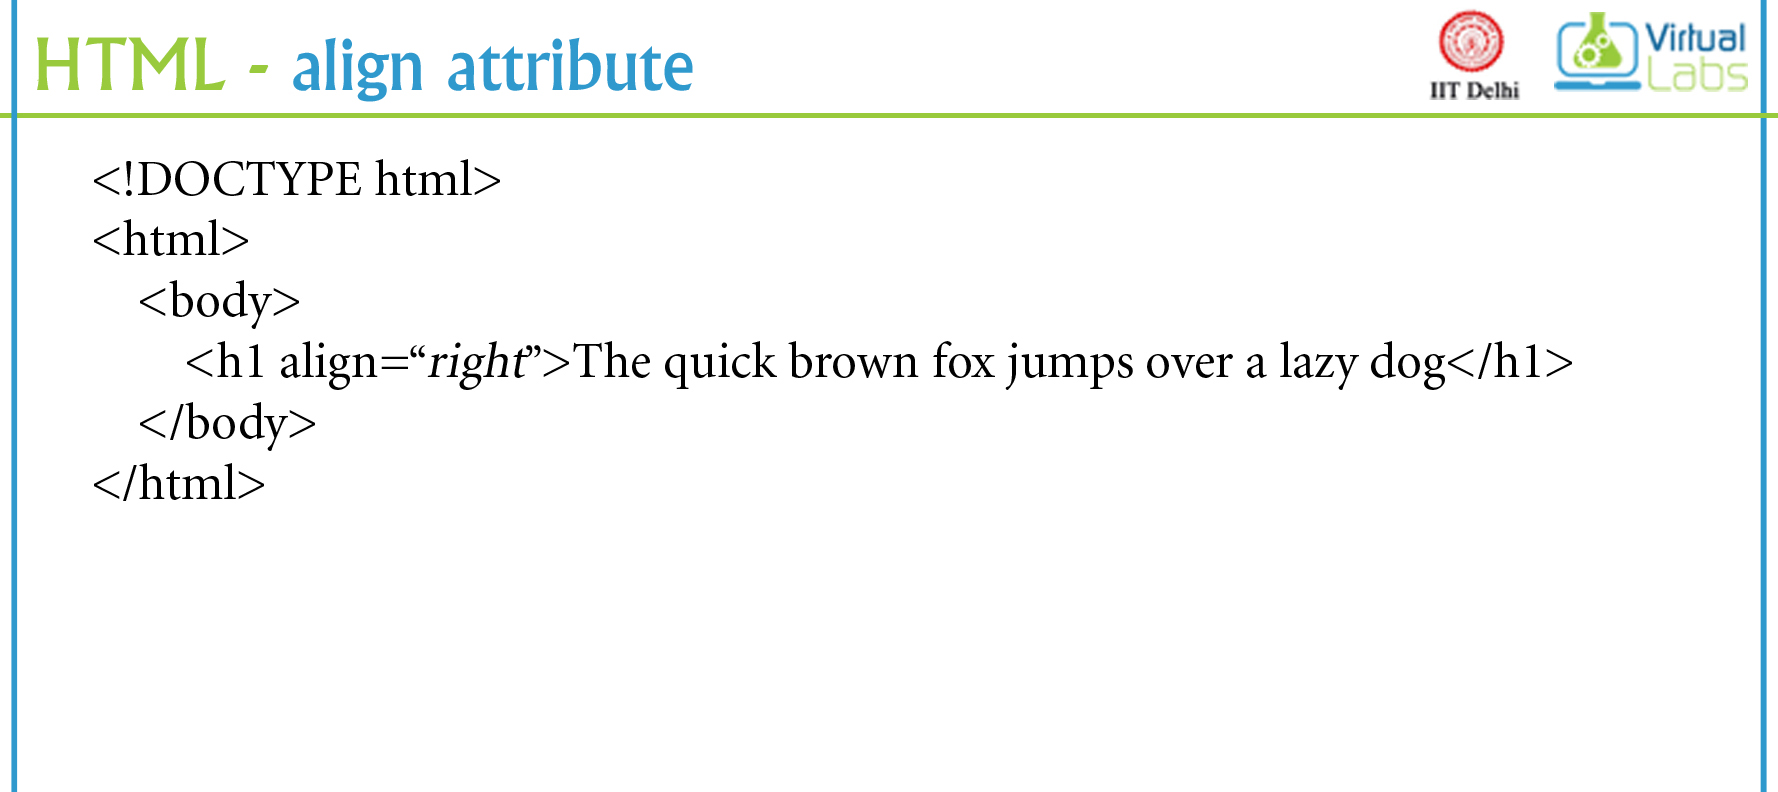 HTML - align attribute
IIT Delhi
Virtual
Labs
<!DOCTYPE html>
<html>
<body>
<h1 align=“right”>The quick brown fox jumps over a lazy dog</h1>
</body>
</html>